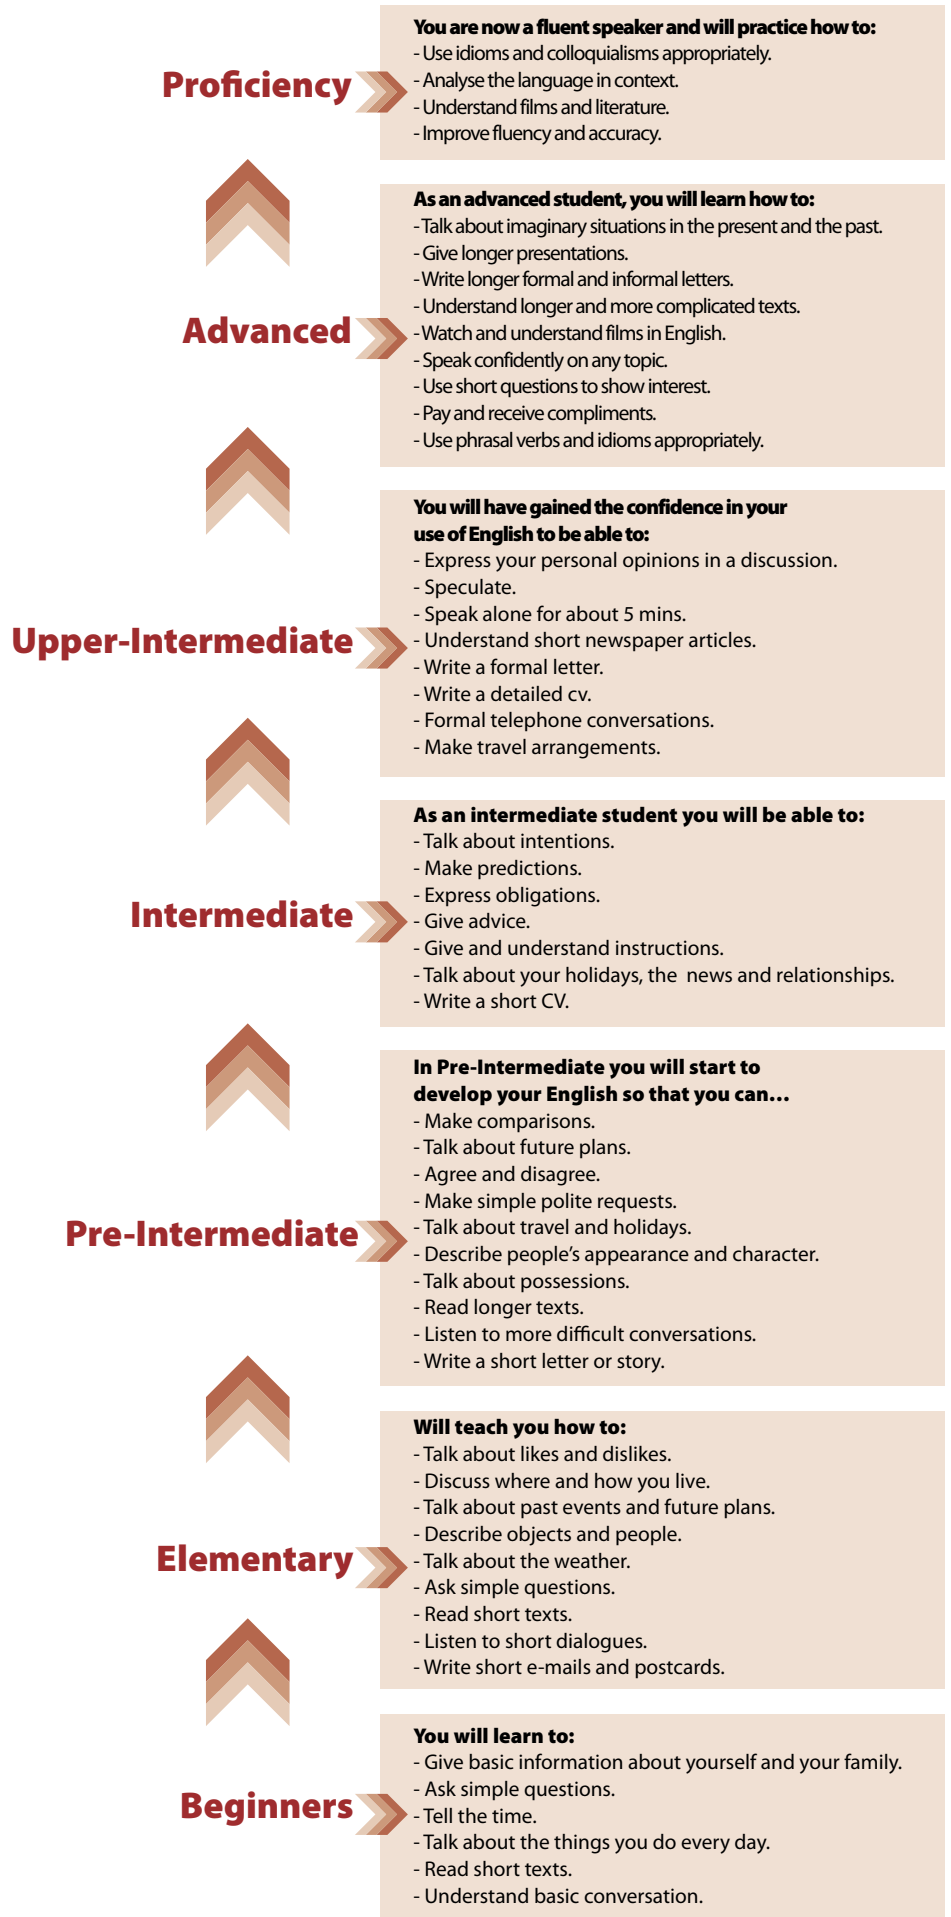 Proficiency
You are now a fluent speaker and will practice how to:
- Use idioms and colloquialisms appropriately.
- Analyse the language in context.
- Understand films and literature.
- Improve fluency and accuracy.
Advanced
As an advanced student, you will learn how to:
- Talk about imaginary situations in the present and the past.
- Give longer presentations.
- Write longer formal and informal letters.
- Understand longer and more complicated texts.
- Watch and understand films in English.
- Speak confidently on any topic.
- Use short questions to show interest.
- Pay and receive compliments.
- Use phrasal verbs and idioms appropriately.
Upper-Intermediate
You will have gained the confidence in your
use of English to be able to:
- Express your personal opinions in a discussion.
- Speculate.
- Speak alone for about 5 mins.
- Understand short newspaper articles.
- Write a formal letter.
- Write a detailed cv.
- Formal telephone conversations.
- Make travel arrangements.
Intermediate
As an intermediate student you will be able to:
- Talk about intentions.
- Make predictions.
- Express obligations.
- Give advice.
- Give and understand instructions.
- Talk about your holidays, the news and relationships.
- Write a short CV.
Pre-Intermediate
In Pre-Intermediate you will start to
develop your English so that you can...
- Make comparisons.
- Talk about future plans.
- Agree and disagree.
- Make simple polite requests.
- Talk about travel and holidays.
- Describe people's appearance and character.
- Talk about possessions.
- Read longer texts.
- Listen to more difficult conversations.
- Write a short letter or story.
Elementary
Will teach you how to:
- Talk about likes and dislikes.
- Discuss where and how you live.
- Talk about past events and future plans.
- Describe objects and people.
- Talk about the weather.
- Ask simple questions.
- Read short texts.
- Listen to short dialogues.
- Write short e-mails and postcards.
Beginners
You will learn to:
- Give basic information about yourself and your family.
- Ask simple questions.
- Tell the time.
- Talk about the things you do every day.
- Read short texts.
- Understand basic conversation.